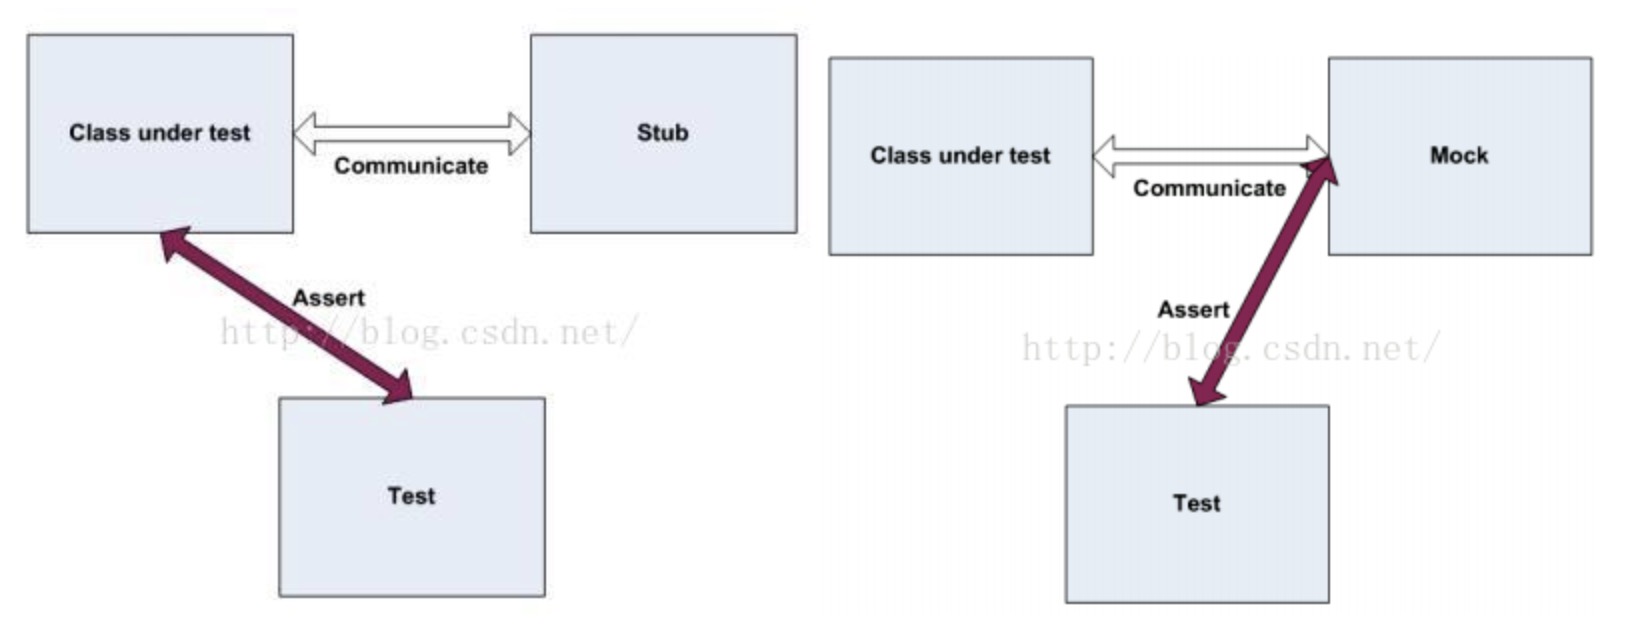 Class under test
Stub
Communicate
Assert
http://blog.csdn.net/
Test
Class under test
Mock
Communicate
Assert
http://blog.csdn.net/
Test